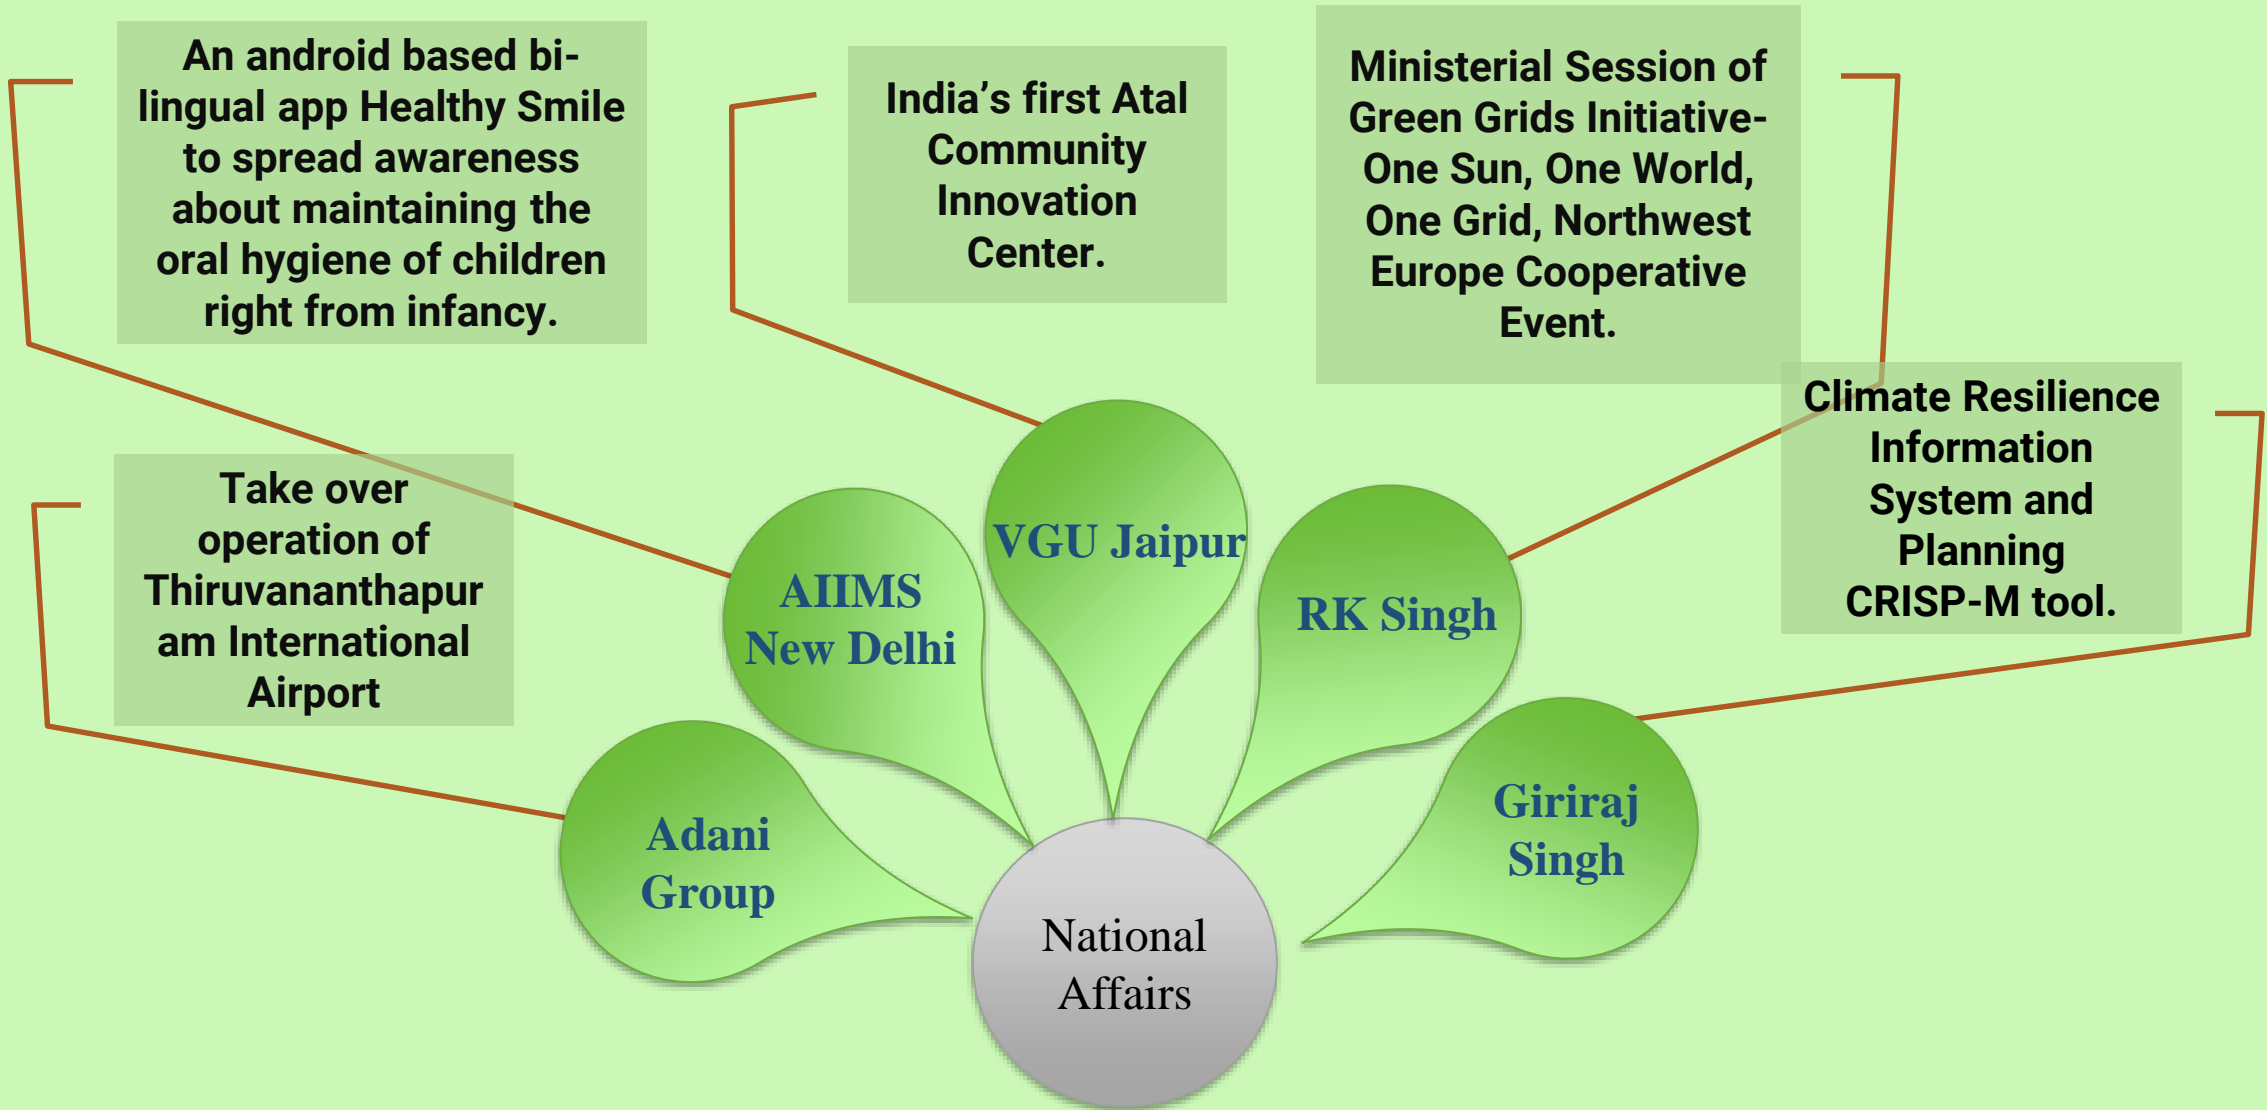 An android based bi-
lingual app Healthy Smile
to spread awareness
about maintaining the
oral hygiene of children
right from infancy.
India’s first Atal
Community
Innovation
Center.
Ministerial Session of
Green Grids Initiative-
One Sun, One World,
One Grid, Northwest
Europe Cooperative
Event.
Climate Resilience
Information
System and
Planning
CRISP-M tool.
Take over
operation of
Thiruvananthapur
am International
Airport
VGU Jaipur
AIIMS
New Delhi
RK Singh
Giriraj
Singh
Adani
Group
National
Affairs